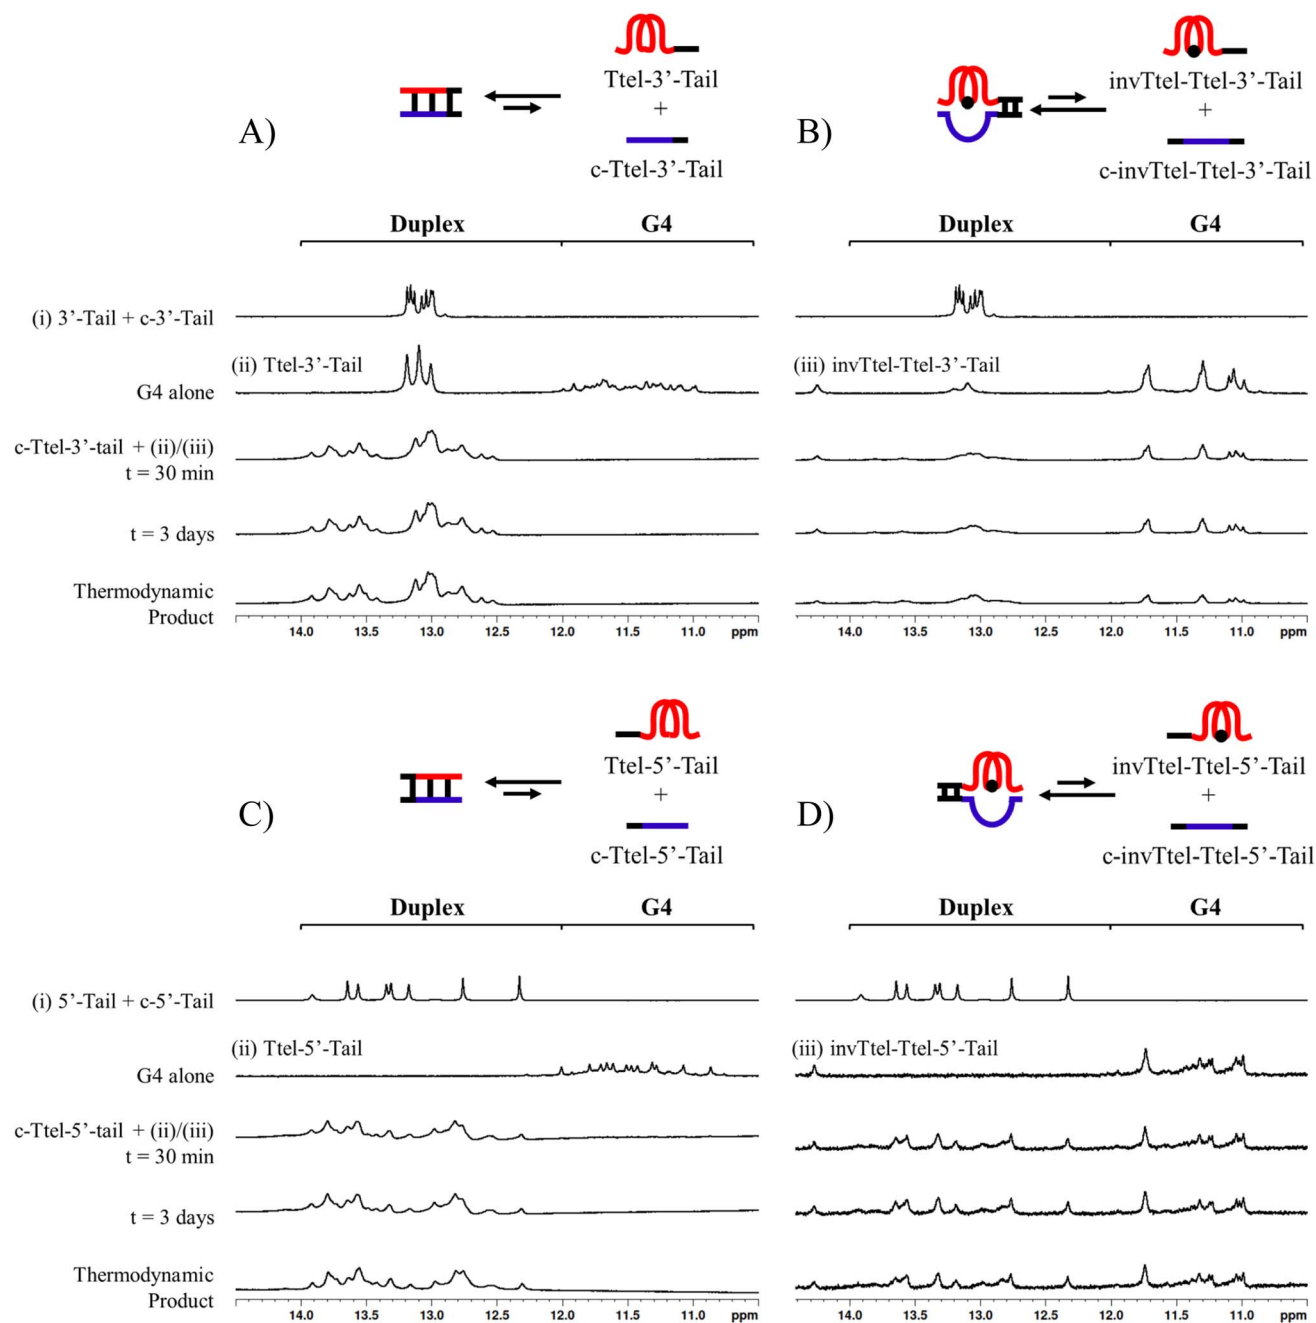 A)
Ttel-3'-Tail
+
c-Ttel-3'-Tail
B)
invTtel-Ttel-3'-Tail
+
c-invTtel-Ttel-3'-Tail
Duplex G4
Duplex G4
(i) 3'-Tail + c-3'-Tail
(ii) Ttel-3'-Tail
(iii) invTtel-Ttel-3'-Tail
G4 alone
c-Ttel-3'-tail + (ii)/(iii)
t = 30 min
t = 3 days
Thermodynamic
Product
14.0 13.5 13.0 12.5 12.0 11.5 11.0 ppm
14.0 13.5 13.0 12.5 12.0 11.5 11.0 ppm
C)
Ttel-5'-Tail
+
c-Ttel-5'-Tail
D)
invTtel-Ttel-5'-Tail
+
c-invTtel-Ttel-5'-Tail
Duplex G4
Duplex G4
(i) 5'-Tail + c-5'-Tail
(ii) Ttel-5'-Tail
(iii) invTtel-Ttel-5'-Tail
G4 alone
c-Ttel-5'-tail + (ii)/(iii)
t = 30 min
t = 3 days
Thermodynamic
Product
14.0 13.5 13.0 12.5 12.0 11.5 11.0 ppm
14.0 13.5 13.0 12.5 12.0 11.5 11.0 ppm